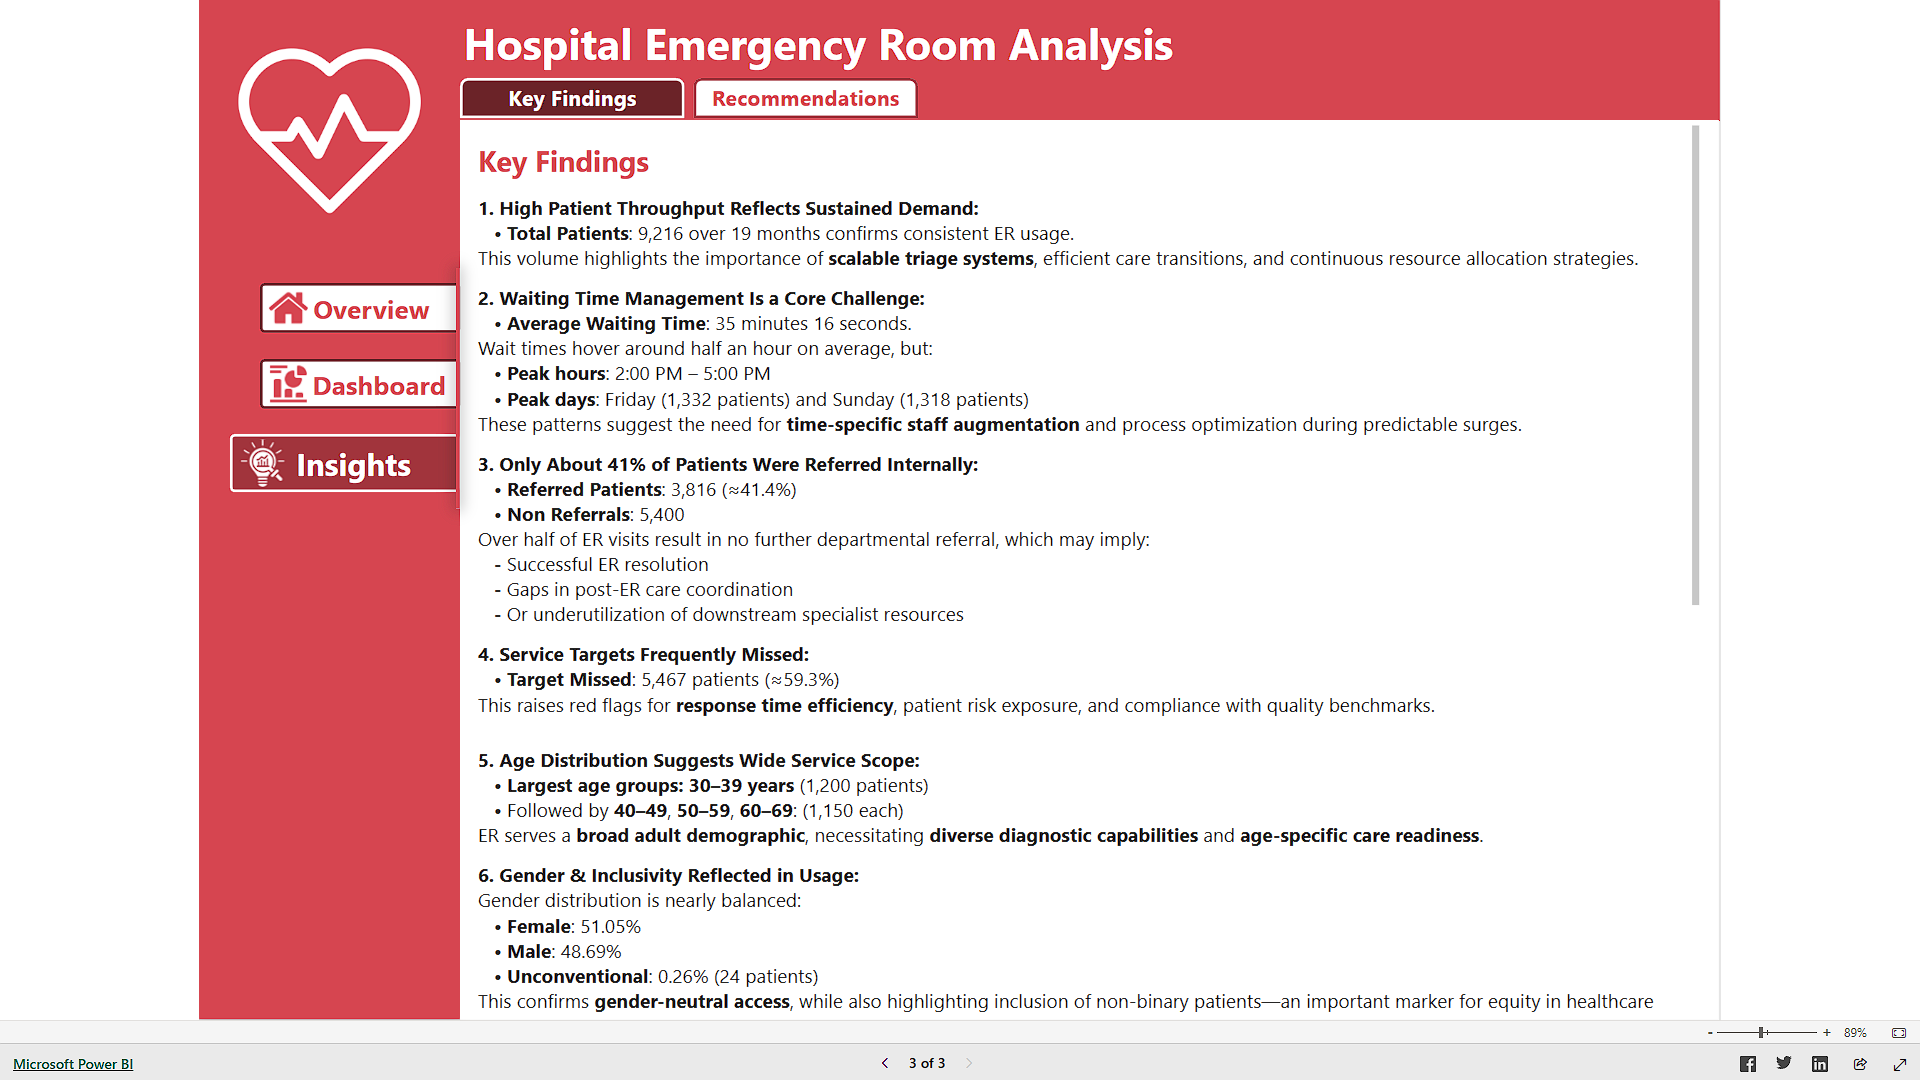 Hospital Emergency Room Analysis
Key Findings
Recommendations
Overview
Dashboard
Insights
Key Findings
1. High Patient Throughput Reflects Sustained Demand:
• Total Patients: 9,216 over 19 months confirms consistent ER usage.
This volume highlights the importance of scalable triage systems, efficient care transitions, and continuous resource allocation strategies.
2. Waiting Time Management Is a Core Challenge:
• Average Waiting Time: 35 minutes 16 seconds.
Wait times hover around half an hour on average, but:
• Peak hours: 2:00 PM – 5:00 PM
• Peak days: Friday (1,332 patients) and Sunday (1,318 patients)
These patterns suggest the need for time-specific staff augmentation and process optimization during predictable surges.
3. Only About 41% of Patients Were Referred Internally:
• Referred Patients: 3,816 (≈41.4%)
• Non Referrals: 5,400
Over half of ER visits result in no further departmental referral, which may imply:
- Successful ER resolution
- Gaps in post-ER care coordination
- Or underutilization of downstream specialist resources
4. Service Targets Frequently Missed:
• Target Missed: 5,467 patients (≈59.3%)
This raises red flags for response time efficiency, patient risk exposure, and compliance with quality benchmarks.
5. Age Distribution Suggests Wide Service Scope:
• Largest age groups: 30–39 years (1,200 patients)
• Followed by 40–49, 50–59, 60–69: (1,150 each)
ER serves a broad adult demographic, necessitating diverse diagnostic capabilities and age-specific care readiness.
6. Gender & Inclusivity Reflected in Usage:
Gender distribution is nearly balanced:
• Female: 51.05%
• Male: 48.69%
• Unconventional: 0.26% (24 patients)
This confirms gender-neutral access, while also highlighting inclusion of non-binary patients—an important marker for equity in healthcare
- + 89%
Microsoft Power BI
< 3 of 3 >